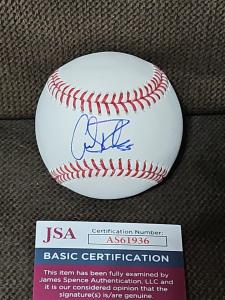 JSA
Certification Number:
AS61936
BASIC CERTIFICATION
This item has been fully examined by
James Spence Authentication, LLC and
it is our considered opinion that the
signature(s) is/are genuine.